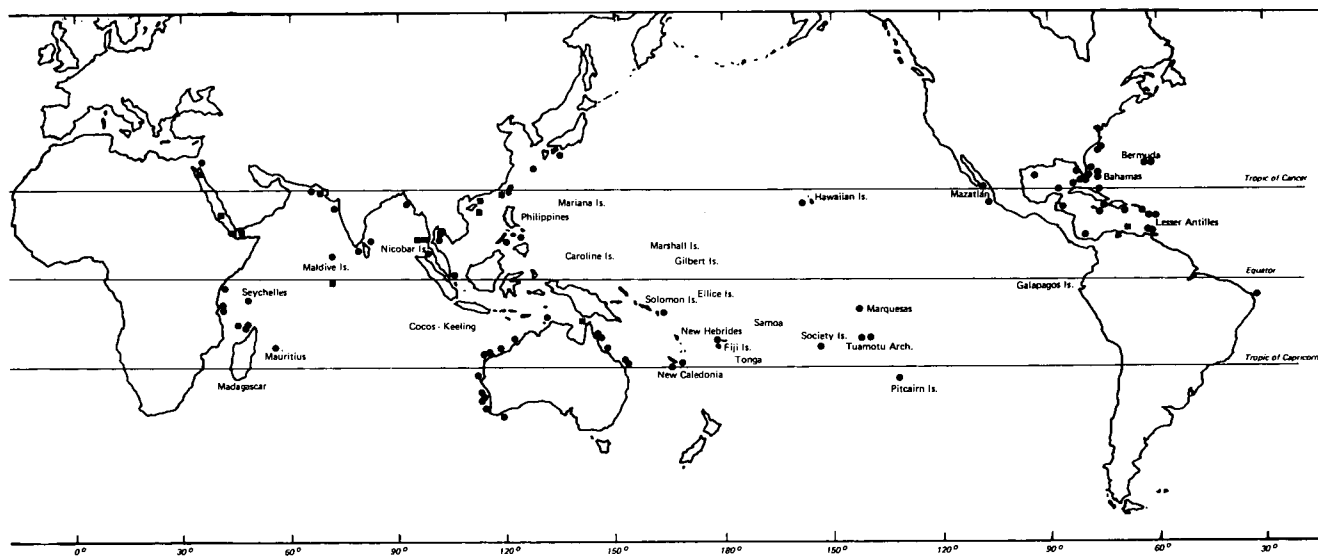 Bermuda
Bahamas
Tropic of Cancer
Mariana Is.
Hawaiian Is.
Mazatlan
Philippines
Lesser Antilles
Nicobar Is.
Marshall Is.
Caroline Is.
Gilbert Is.
Maldive Is.
Equator
Galapagos Is.
Seychelles
Ellice Is.
Solomon Is.
Marquesas
Cocos - Keeling
Samoa
New Hebrides
Society Is.
Fiji Is.
Tuamotu Arch.
Mauritius
Tonga
Tropic of Capricorn
New Caledonia
Madagascar
Pitcairn Is.
0° 30° 60° 90° 120° 150° 180° 150° 120° 90° 60° 30°